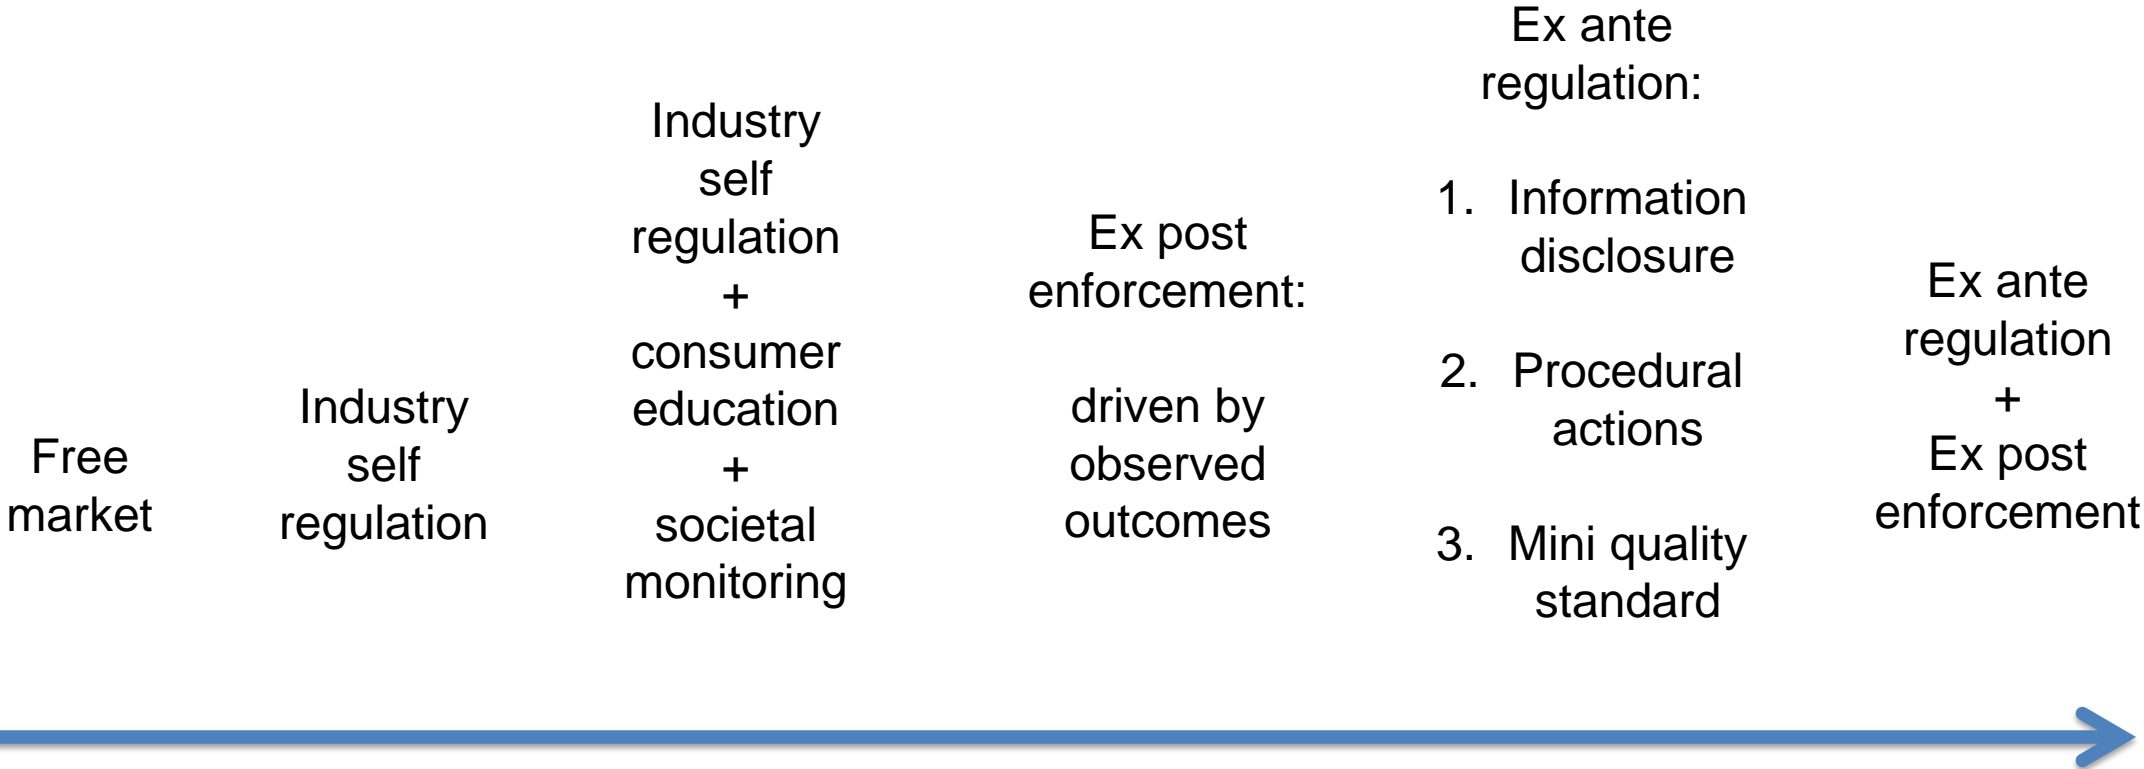 Free
market
Industry
self
regulation
Industry
self
regulation
+
consumer
education
+
societal
monitoring
Ex post
enforcement:
driven by
observed
outcomes
Ex ante
regulation:
1. Information
disclosure
2. Procedural
actions
3. Mini quality
standard
Ex ante
regulation
+
Ex post
enforcement